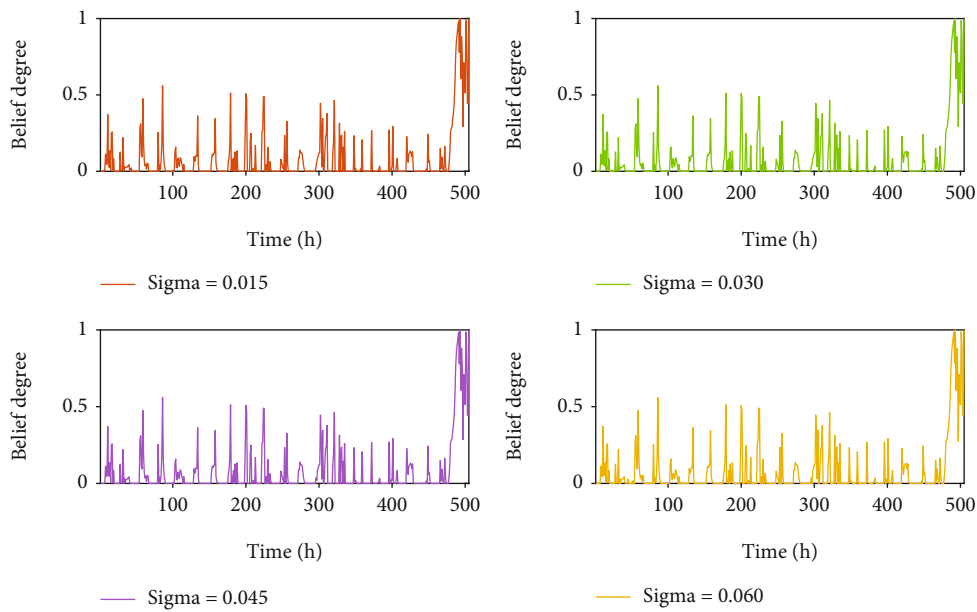 1
0.5
0
Belief degree
100 200 300 400 500
Time (h)
Sigma = 0.015
1
0.5
0
Belief degree
100 200 300 400 500
Time (h)
Sigma = 0.030
1
0.5
0
Belief degree
100 200 300 400 500
Time (h)
Sigma = 0.045
1
0.5
0
Belief degree
100 200 300 400 500
Time (h)
Sigma = 0.060